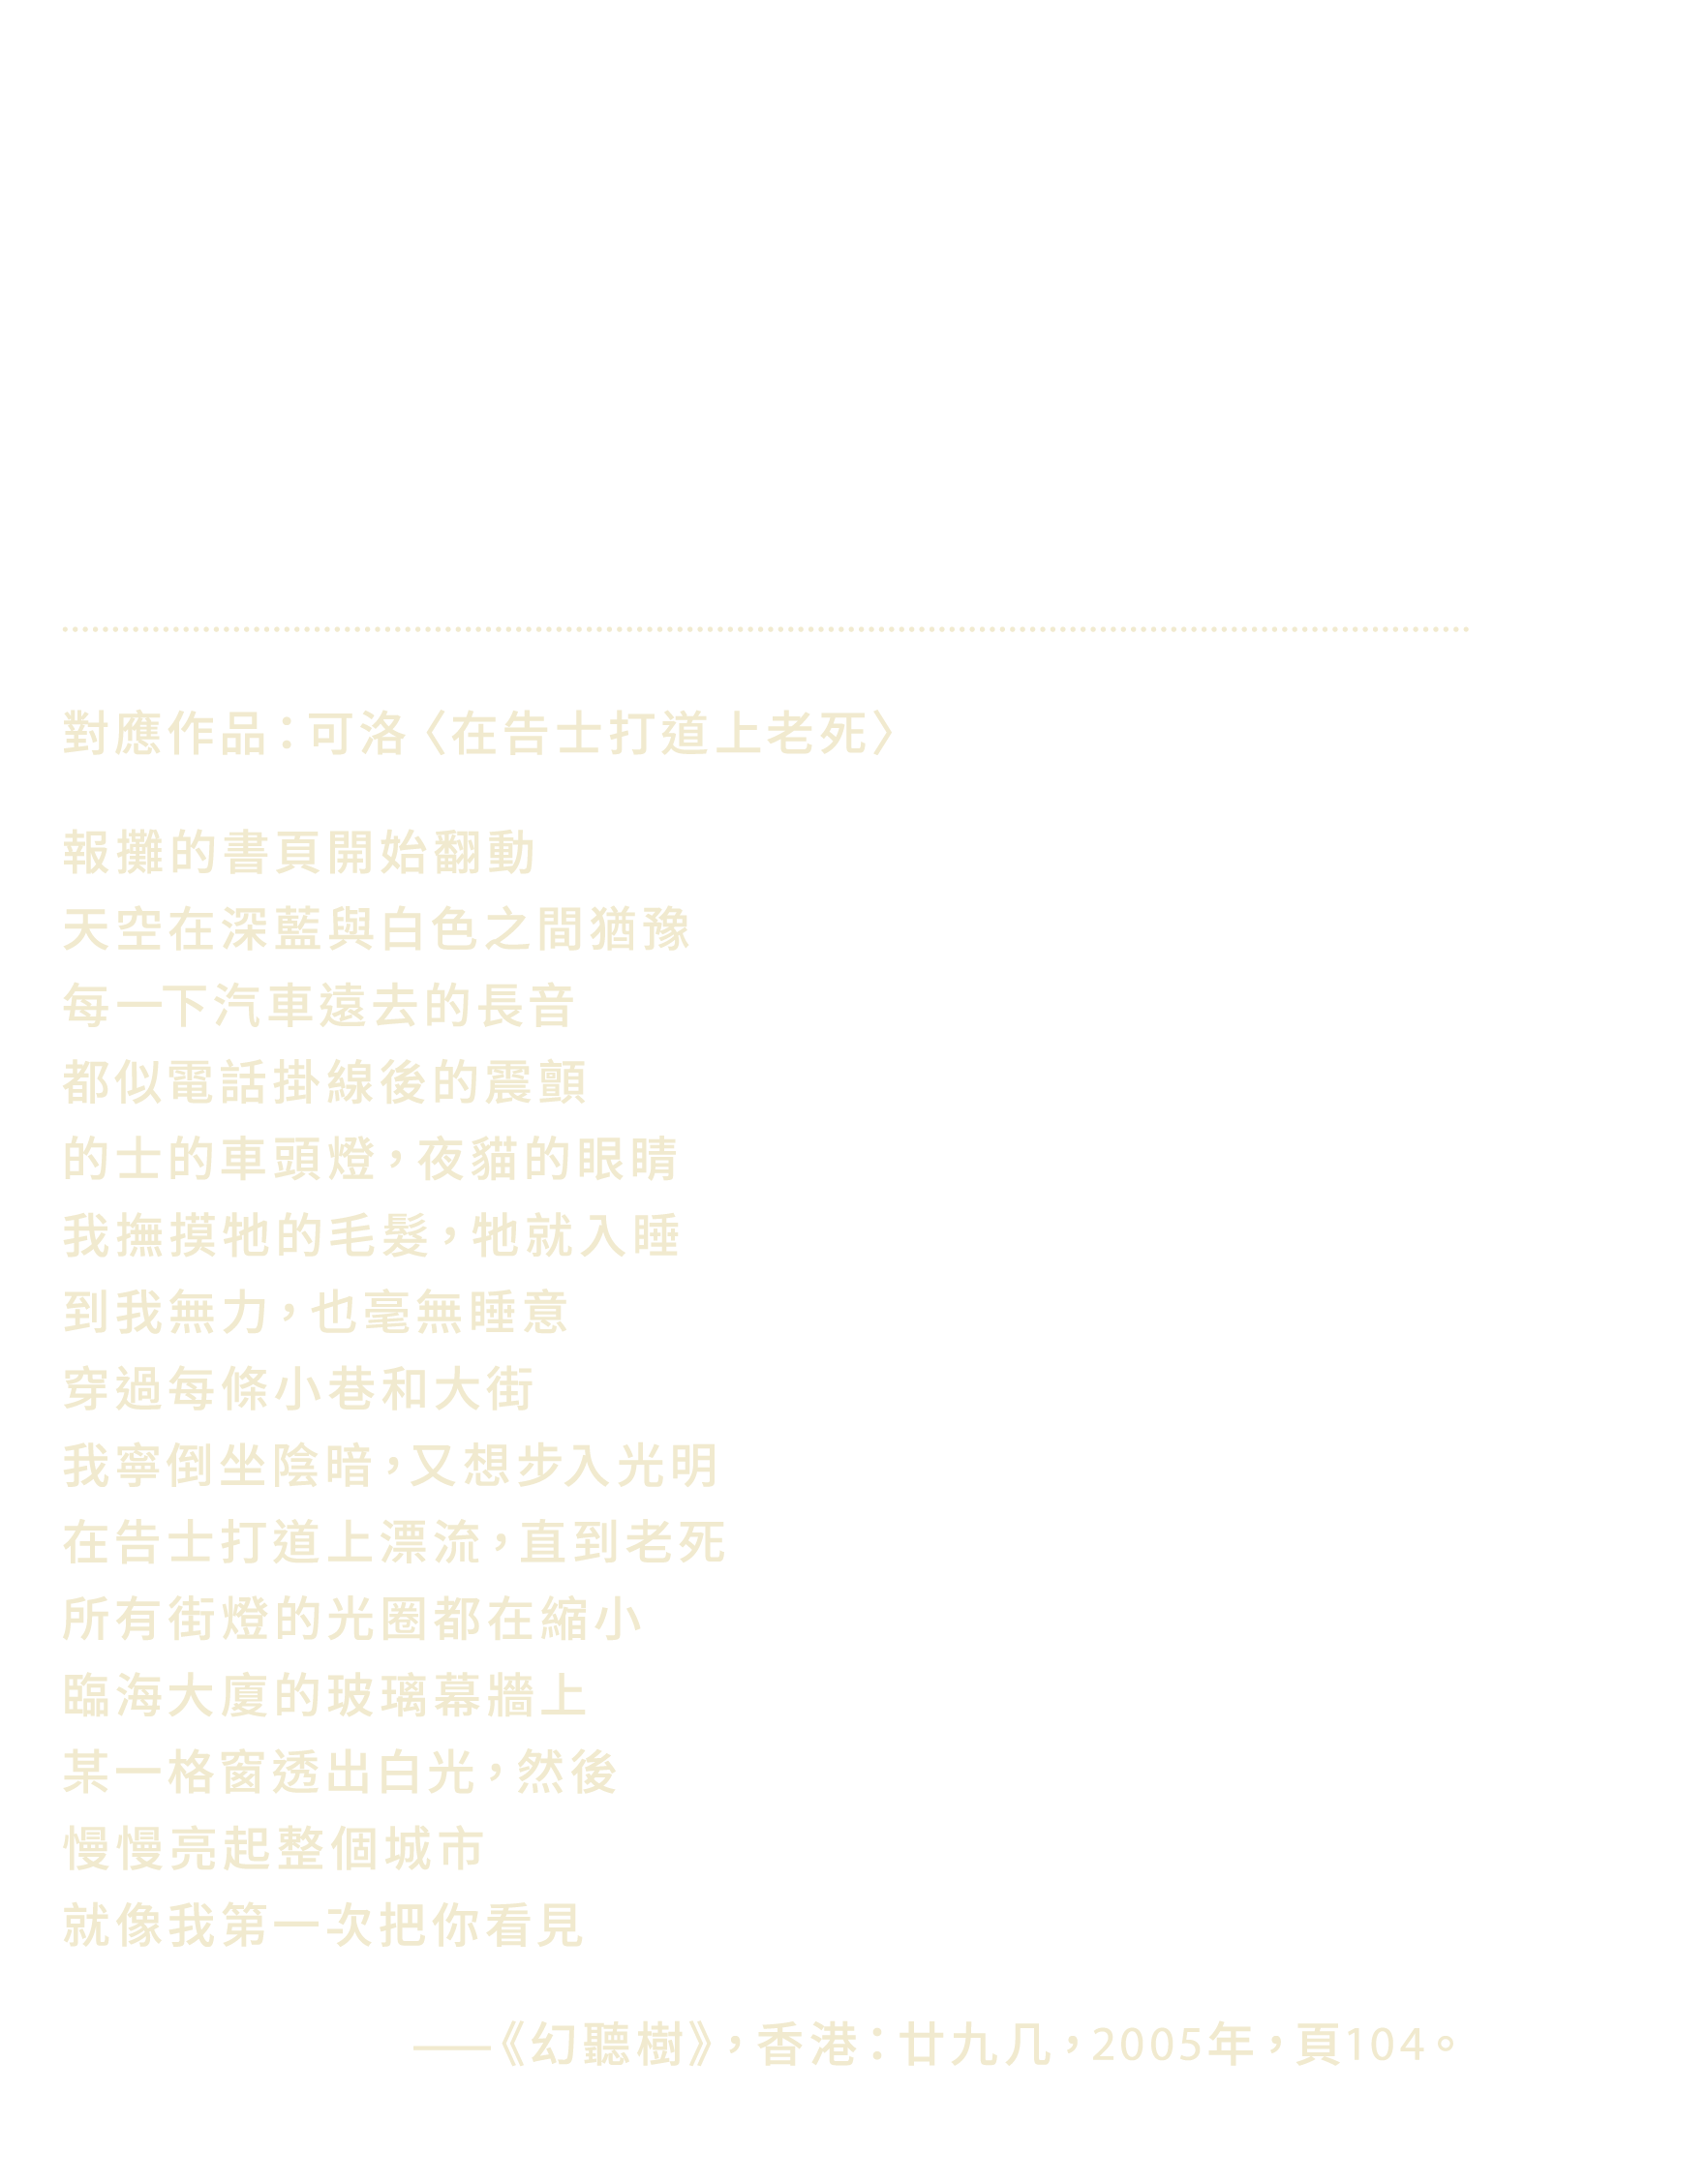 對應作品：可洛〈在告士打道上老死〉
報攤的書頁開始翻動
天空在深藍與白色之間猶豫
每一下汽車遠去的長音
都似電話掛線後的震顫
的士的車頭燈，夜貓的眼睛
我撫摸牠的毛髮，牠就入睡
到我無力，也毫無睡意
穿過每條小巷和大街
我寧倒坐陰暗，又想步入光明
在告士打道上漂流，直到老死
所有街燈的光圈都在縮小
臨海大廈的玻璃幕牆上
某一格窗透出白光，然後
慢慢亮起整個城市
就像我第一次把你看見
——《幻聽樹》，香港：廿九几，2005年，頁104。